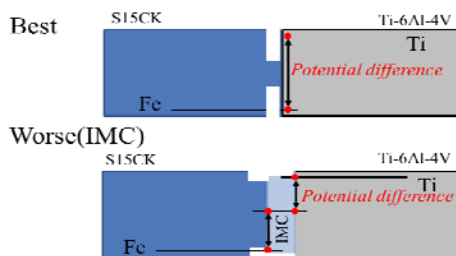 Best
S15CK Ti-6Al-4V
Ti
Potential difference
Fe
Worse(IMC)
S15CK Ti-6Al-4V
Ti
Potential difference
IMC
Fe